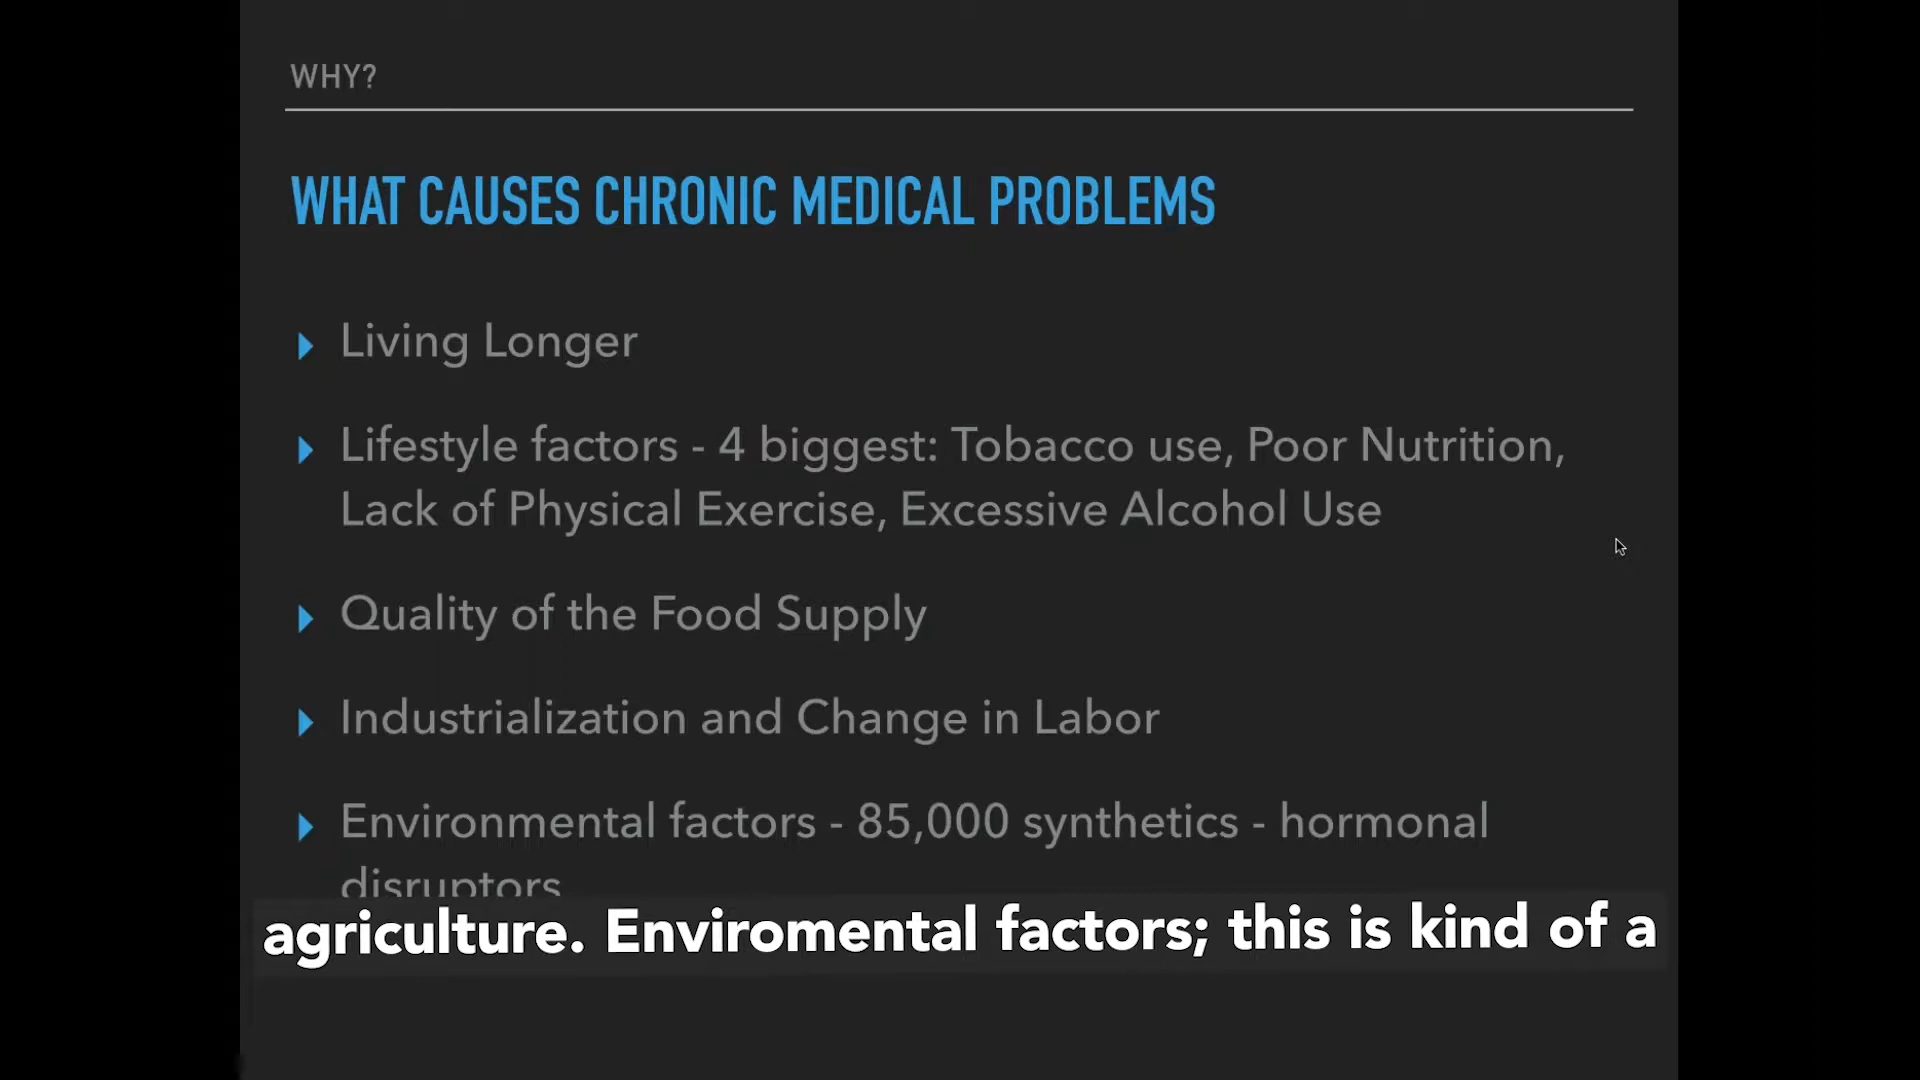 WHY?
WHAT CAUSES CHRONIC MEDICAL PROBLEMS
Living Longer
Lifestyle factors - 4 biggest: Tobacco use, Poor Nutrition,
Lack of Physical Exercise, Excessive Alcohol Use
Quality of the Food Supply
Industrialization and Change in Labor
Environmental factors - 85,000 synthetics - hormonal
disruptors
agriculture. Enviromental factors; this is kind of a